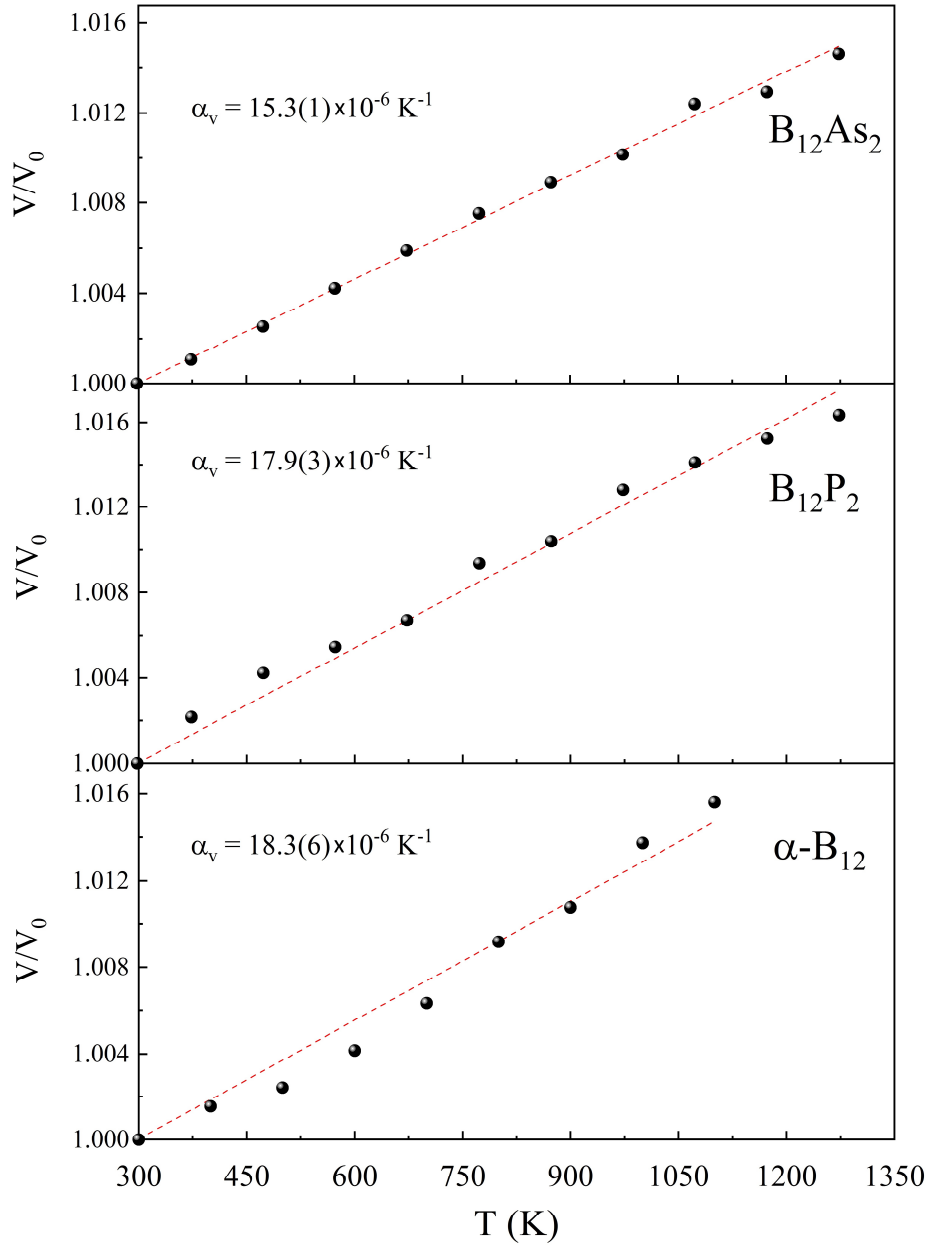 1.016
1.012
1.008
1.004
1.000
V/V₀
αᵥ = 15.3(1)×10⁻⁶ K⁻¹
B₁₂As₂
1.016
1.012
1.008
1.004
1.000
V/V₀
αᵥ = 17.9(3)×10⁻⁶ K⁻¹
B₁₂P₂
1.016
1.012
1.008
1.004
1.000
V/V₀
αᵥ = 18.3(6)×10⁻⁶ K⁻¹
α-B₁₂
300 450 600 750 900 1050 1200 1350
T (K)